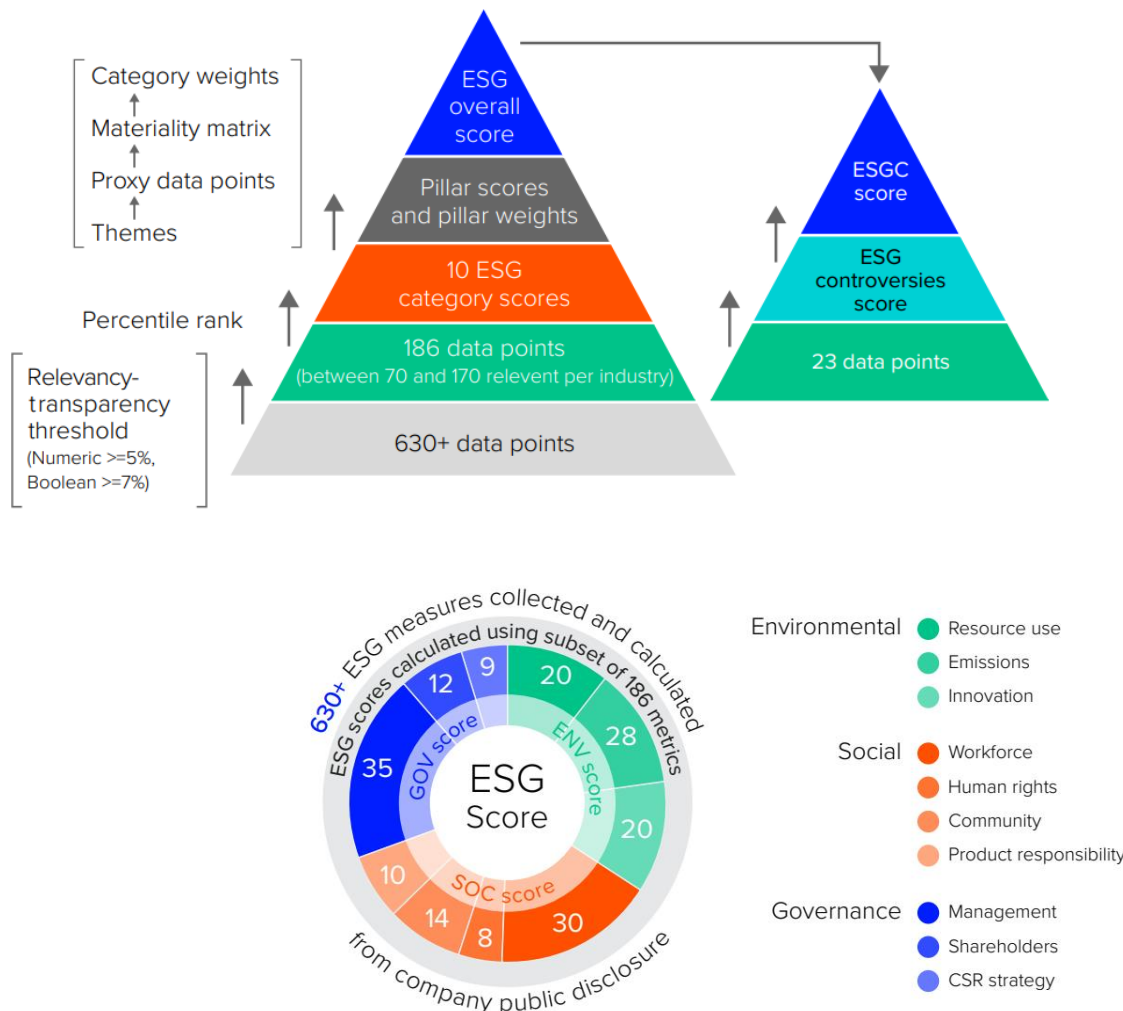 Category weights
Materiality matrix
Proxy data points
Themes
Percentile rank
Relevancy-
transparency
threshold
(Numeric >=5%,
Boolean >=7%)
ESG
overall
score
Pillar scores
and pillar weights
10 ESG
category scores
186 data points
(between 70 and 170 relevent per industry)
630+ data points
ESGC
score
ESG
controversies
score
23 data points
630+ ESG measures collected and calculated
from company public disclosure
ESG scores calculated using subset of 186 metrics
20
28
20
30
8
14
10
35
12
9
ENV score
SOC score
GOV score
ESG
Score
Environmental
Resource use
Emissions
Innovation
Social
Workforce
Human rights
Community
Product responsibility
Governance
Management
Shareholders
CSR strategy